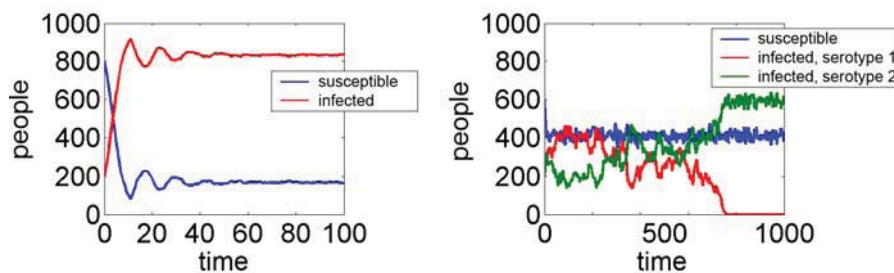 1000
800
600
400
200
0
people
0 20 40 60 80 100
time
susceptible
infected
1000
800
600
400
200
0
people
0 500 1000
time
susceptible
infected, serotype 1
infected, serotype 2